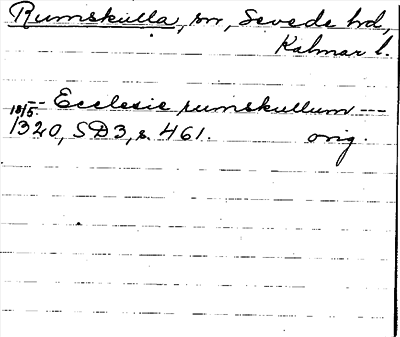 Rumskulla, sn, Sevede hd,
Kalmar l.
-- Ecclesie rumskullum ---
18/5.
1320, SD3, s. 461. orig.